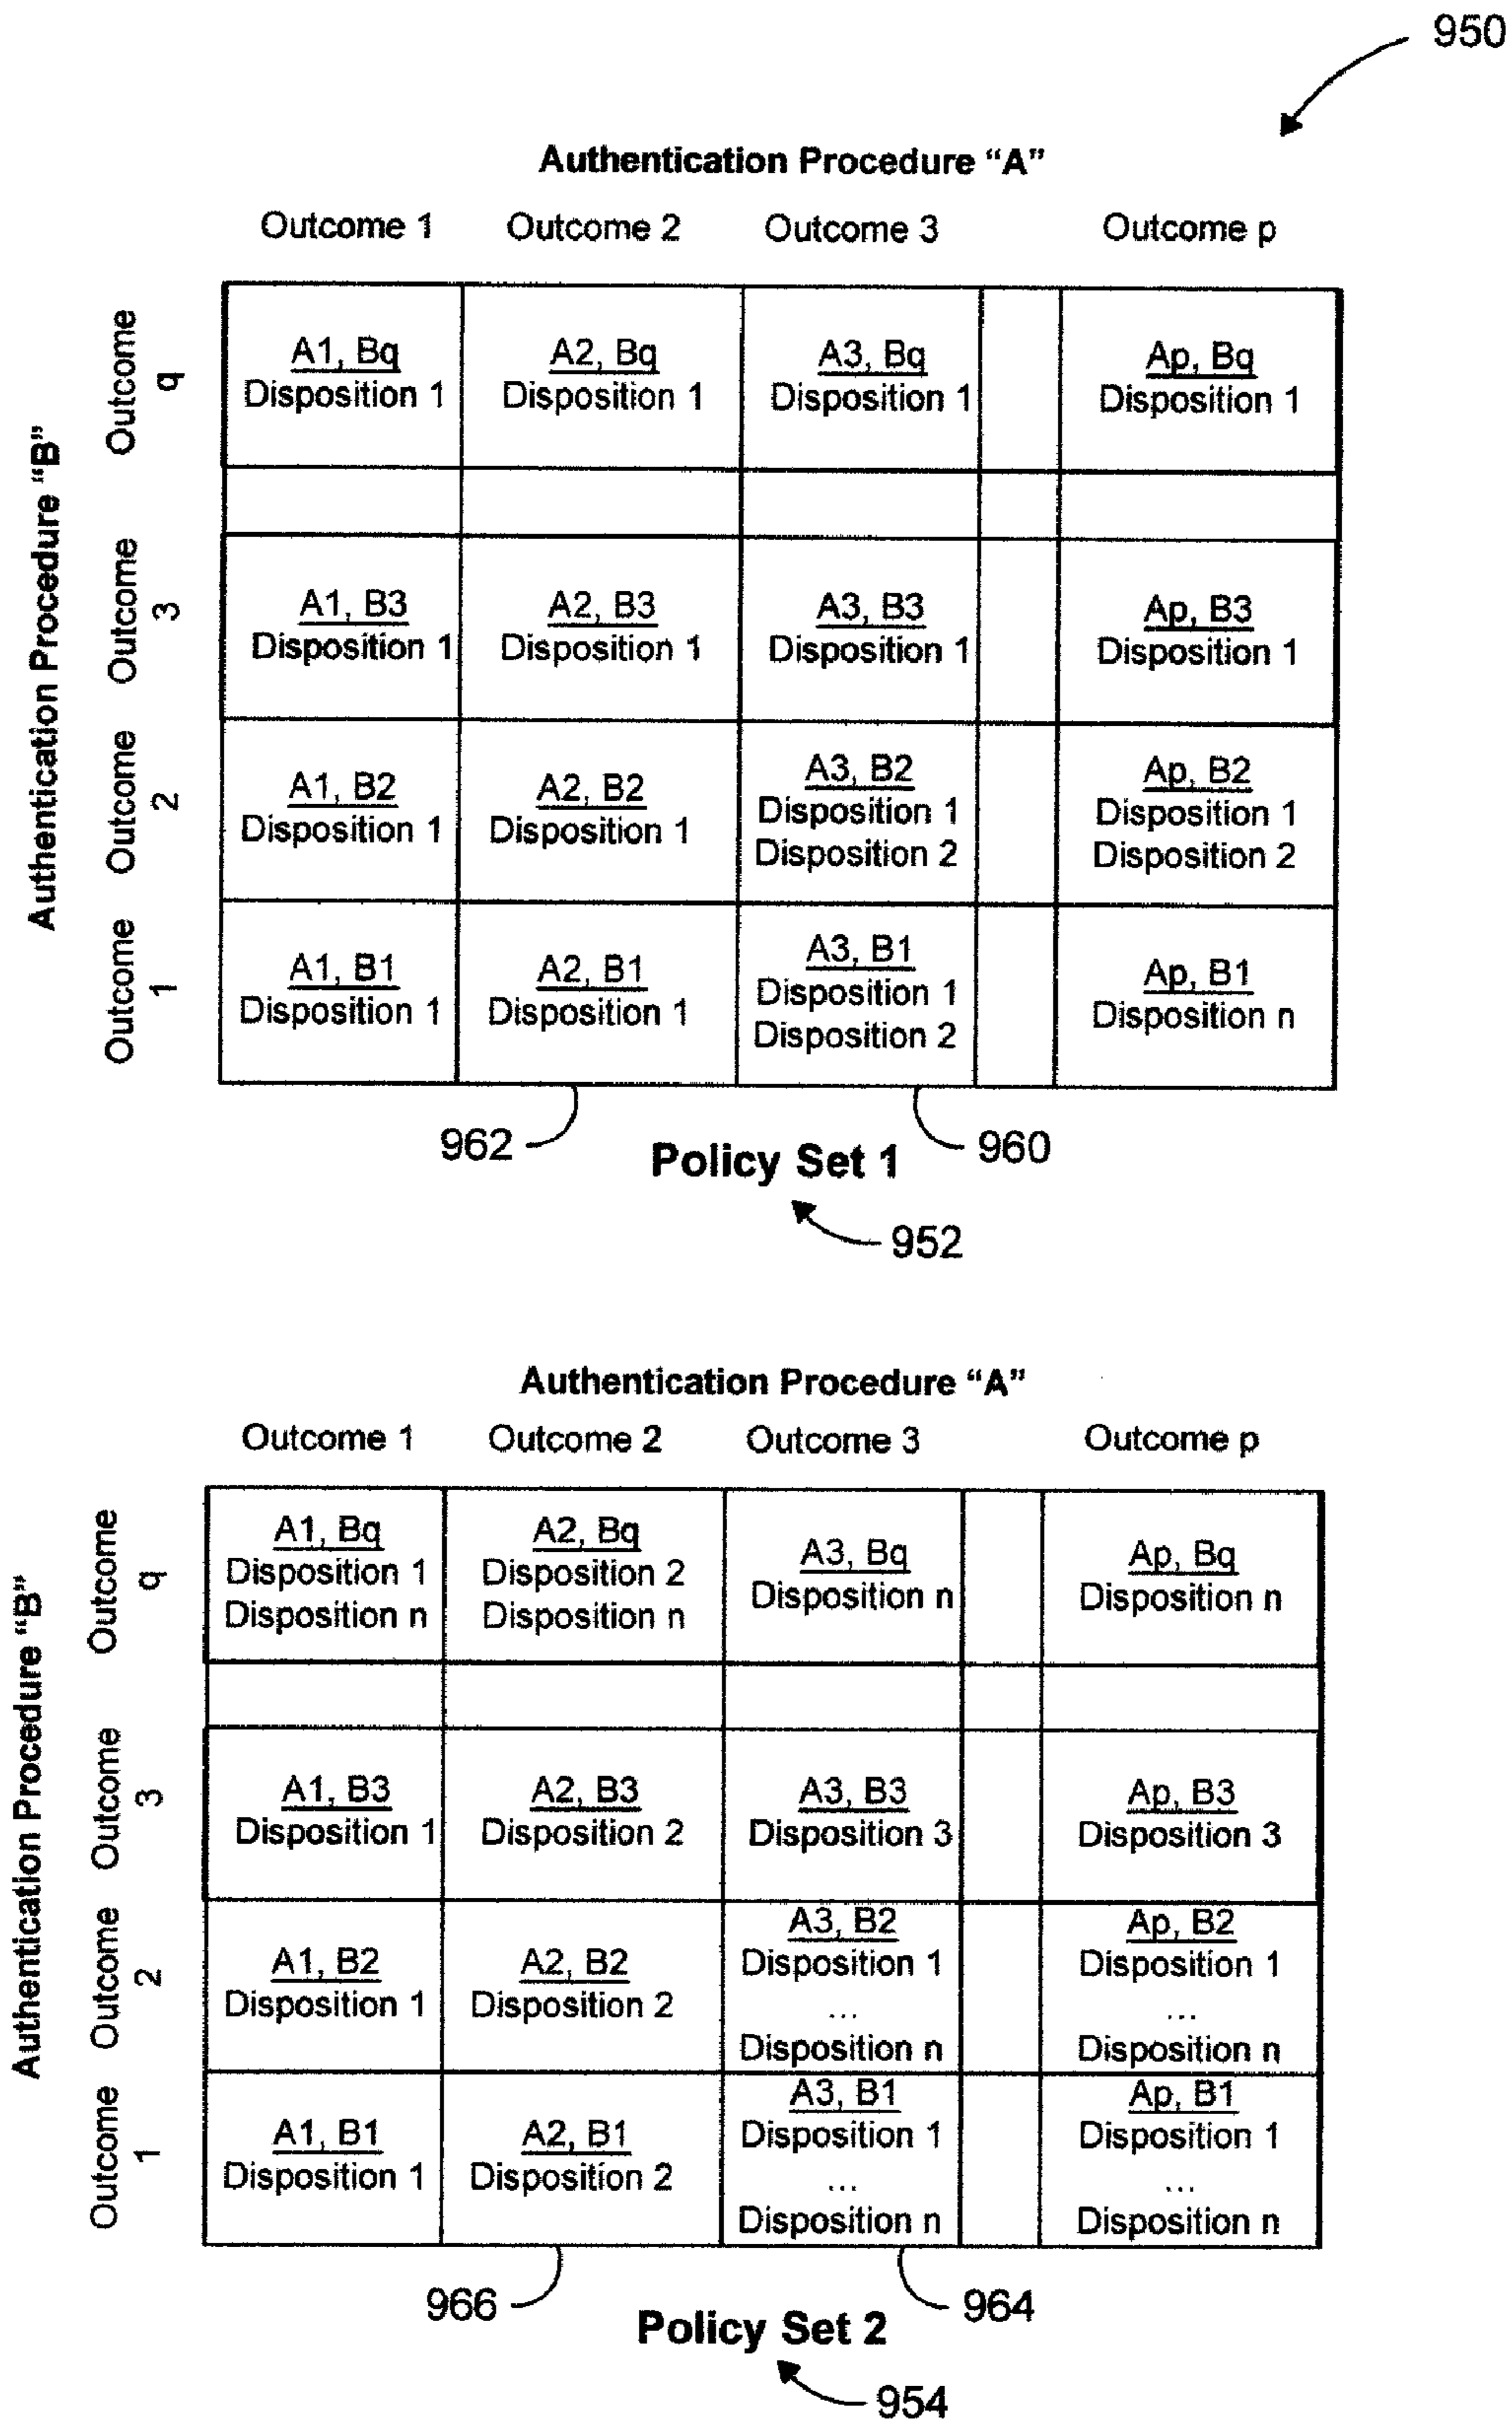 950
Authentication Procedure “A”
Outcome 1 Outcome 2 Outcome 3 Outcome p
Authentication Procedure “B”
Outcome q
A1, Bq
Disposition 1
A2, Bq
Disposition 1
A3, Bq
Disposition 1
Ap, Bq
Disposition 1
Outcome 3
A1, B3
Disposition 1
A2, B3
Disposition 1
A3, B3
Disposition 1
Ap, B3
Disposition 1
Outcome 2
A1, B2
Disposition 1
A2, B2
Disposition 1
A3, B2
Disposition 1
Disposition 2
Ap, B2
Disposition 1
Disposition 2
Outcome 1
A1, B1
Disposition 1
A2, B1
Disposition 1
A3, B1
Disposition 1
Disposition 2
Ap, B1
Disposition n
962
960
Policy Set 1
952
Authentication Procedure “A”
Outcome 1 Outcome 2 Outcome 3 Outcome p
Authentication Procedure “B”
Outcome q
A1, Bq
Disposition 1
Disposition n
A2, Bq
Disposition 2
Disposition n
A3, Bq
Disposition n
Ap, Bq
Disposition n
Outcome 3
A1, B3
Disposition 1
A2, B3
Disposition 2
A3, B3
Disposition 3
Ap, B3
Disposition 3
Outcome 2
A1, B2
Disposition 1
A2, B2
Disposition 2
A3, B2
Disposition 1
...
Disposition n
Ap, B2
Disposition 1
...
Disposition n
Outcome 1
A1, B1
Disposition 1
A2, B1
Disposition 2
A3, B1
Disposition 1
...
Disposition n
Ap, B1
Disposition 1
...
Disposition n
966
964
Policy Set 2
954